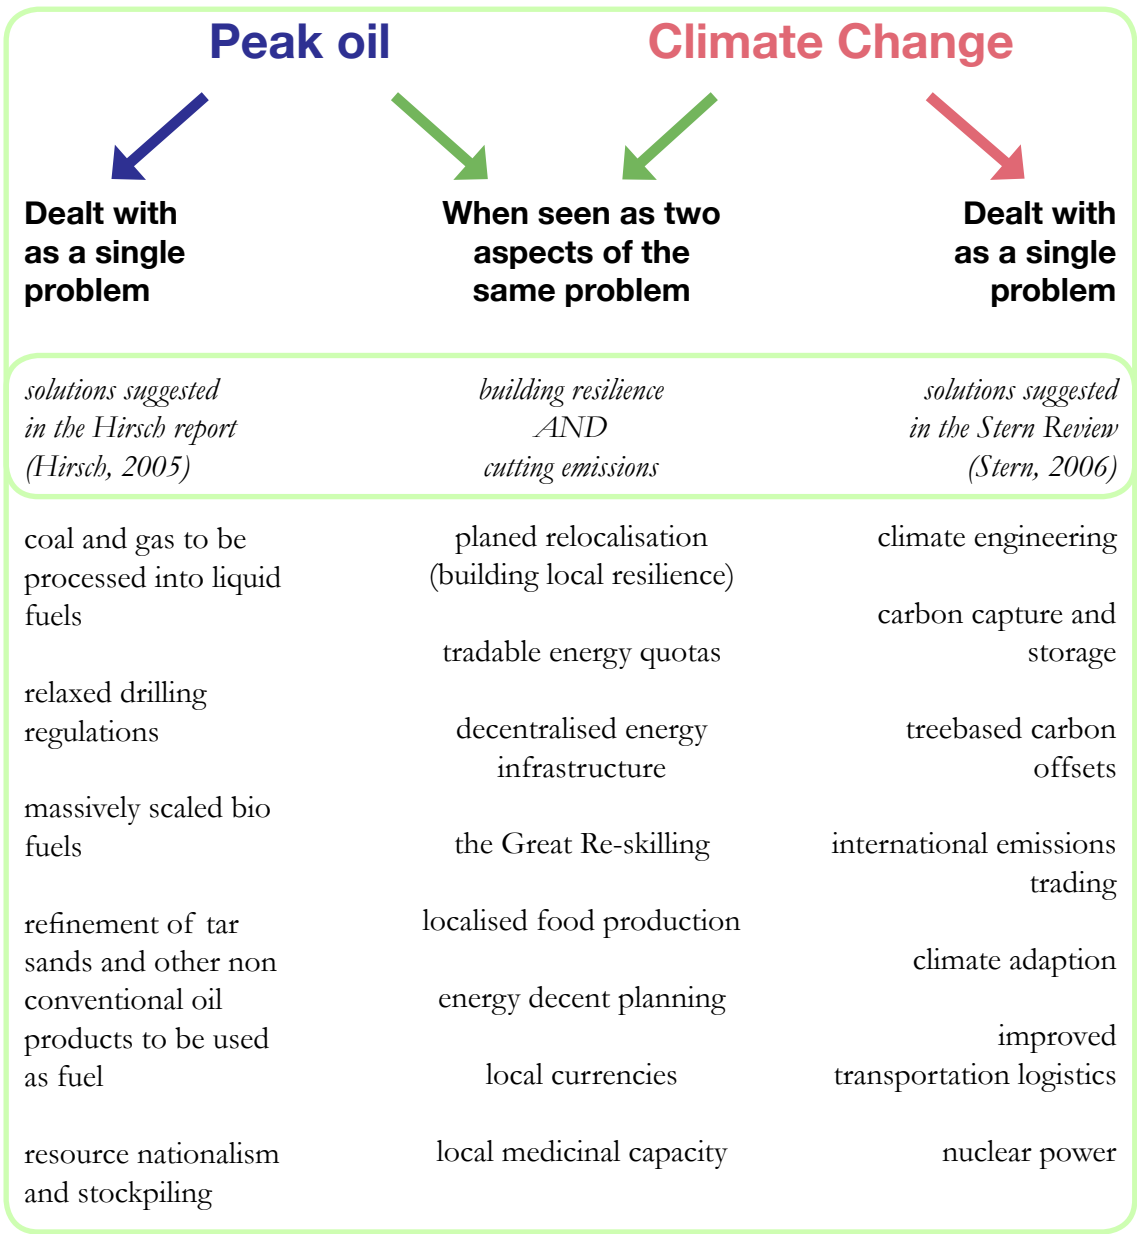 Peak oil
Climate Change
Dealt with
as a single
problem
When seen as two
aspects of the
same problem
Dealt with
as a single
problem
solutions suggested
in the Hirsch report
(Hirsch, 2005)
building resilience
AND
cutting emissions
solutions suggested
in the Stern Review
(Stern, 2006)
coal and gas to be
processed into liquid
fuels
relaxed drilling
regulations
massively scaled bio
fuels
refinement of tar
sands and other non
conventional oil
products to be used
as fuel
resource nationalism
and stockpiling
planed relocalisation
(building local resilience)
tradable energy quotas
decentralised energy
infrastructure
the Great Re-skilling
localised food production
energy decent planning
local currencies
local medicinal capacity
climate engineering
carbon capture and
storage
treebased carbon
offsets
international emissions
trading
climate adaption
improved
transportation logistics
nuclear power